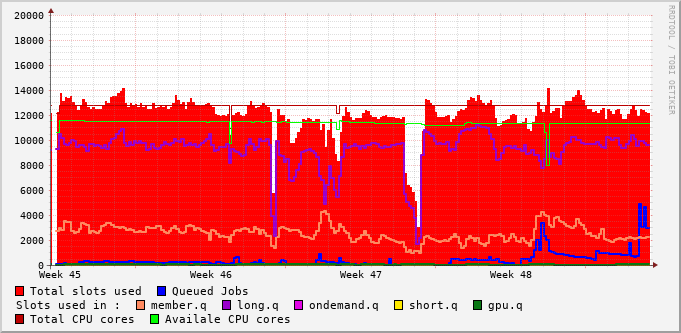 20000
18000
16000
14000
12000
10000
8000
6000
4000
2000
0
Week 45 Week 46 Week 47 Week 48
RRDTOOL / TOBI OETIKER
Total slots used Queued Jobs
Slots used in : member.q long.q ondemand.q short.q gpu.q
Total CPU cores Availale CPU cores